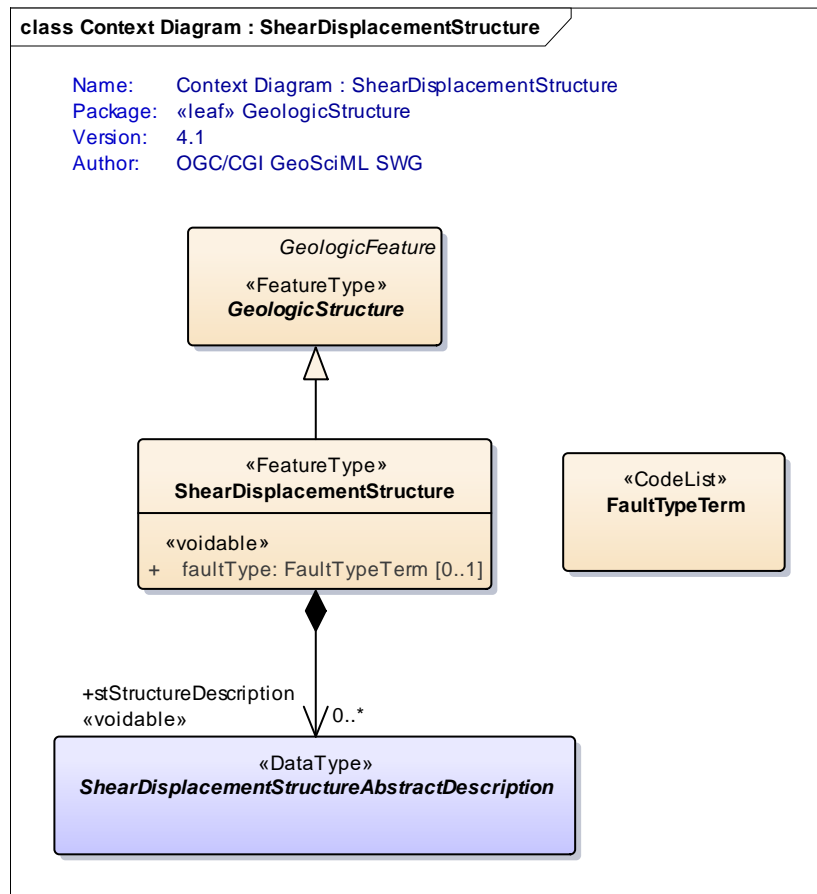 class Context Diagram : ShearDisplacementStructure
Name: Context Diagram : ShearDisplacementStructure
Package: «leaf» GeologicStructure
Version: 4.1
Author: OGC/CGI GeoSciML SWG
GeologicFeature
«FeatureType»
GeologicStructure
«FeatureType»
ShearDisplacementStructure
«voidable»
+ faultType: FaultTypeTerm [0..1]
«CodeList»
FaultTypeTerm
+stStructureDescription
«voidable»
0..*
«DataType»
ShearDisplacementStructureAbstractDescription